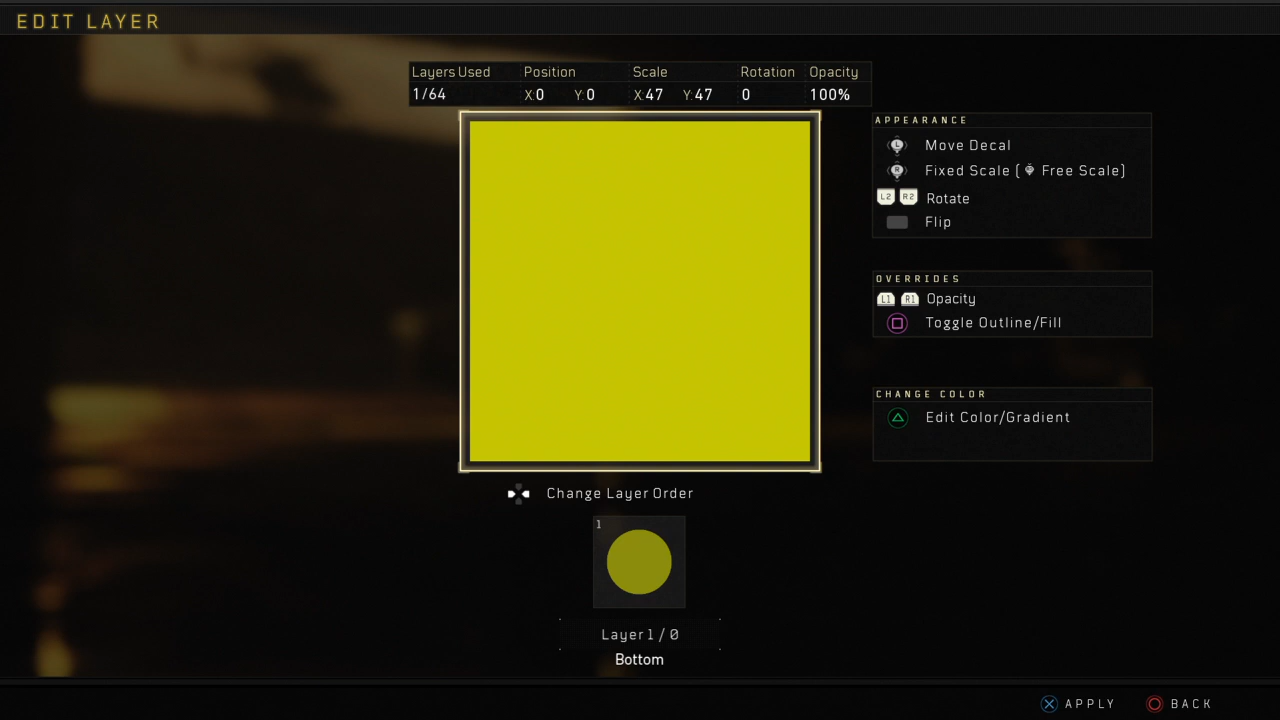 EDIT LAYER
Layers Used Position Scale Rotation Opacity
1/64 X:0 Y:0 X:47 Y:47 0 100%
APPEARANCE
L Move Decal
R Fixed Scale ( Free Scale)
L2 R2 Rotate
Flip
OVERRIDES
L1 R1 Opacity
Toggle Outline/Fill
CHANGE COLOR
Edit Color/Gradient
Change Layer Order
1
Layer 1 / 0
Bottom
APPLY BACK